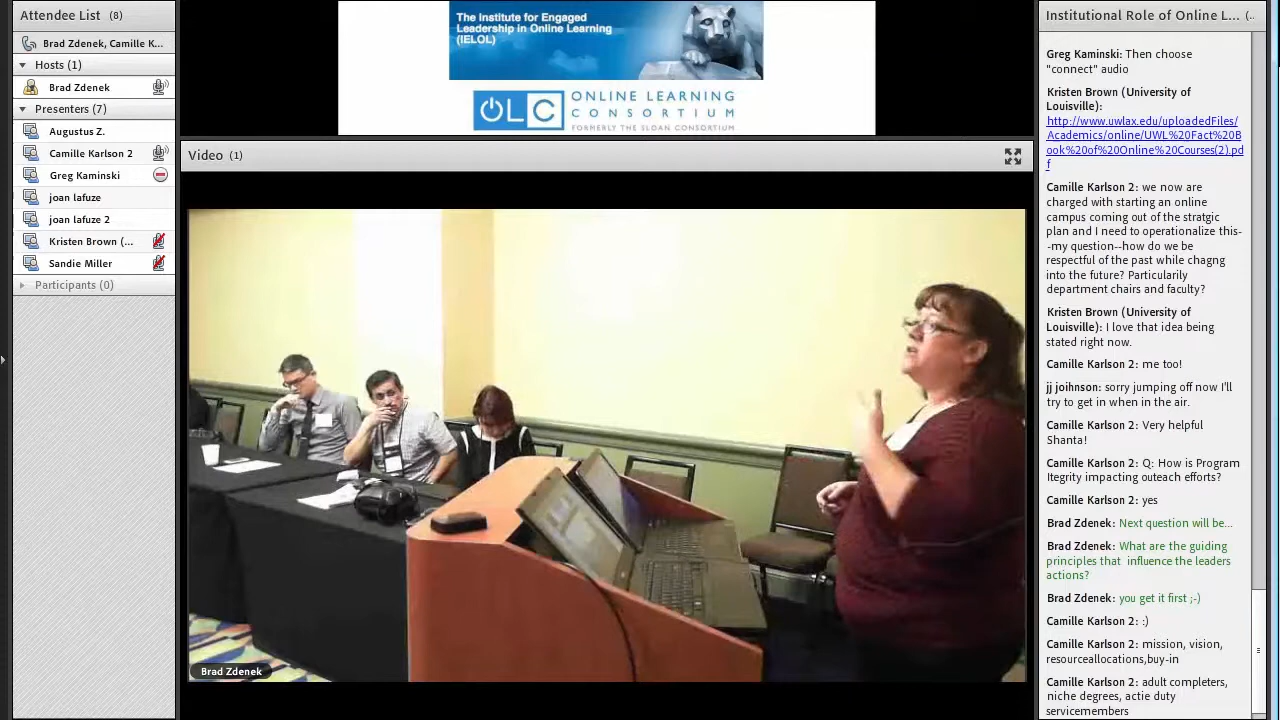 Attendee List (8)
Brad Zdenek, Camille K...
Hosts (1)
Brad Zdenek
Presenters (7)
Augustus Z.
Camille Karlson 2
Greg Kaminski
joan lafuze
joan lafuze 2
Kristen Brown (...
Sandie Miller
Participants (0)
The Institute for Engaged
Leadership in Online Learning
(IELOL)
OLC
ONLINE LEARNING
CONSORTIUM
FORMERLY THE SLOAN CONSORTIUM
Video (1)
Brad Zdenek
Institutional Role of Onlne L... (..
Greg Kaminski: Then choose
"connect" audio
Kristen Brown (University of
Louisville):
http://www.uwlax.edu/uploadedFiles/
Academics/online/UWL%20Fact%20B
ook%20of%20Online%20Courses(2).pd
f
Camille Karlson 2: we now are
charged with starting an online
campus coming out of the stratgic
plan and I need to operationalize this-
-my question--how do we be
respectful of the past while chagng
into the future? Particularily
department chairs and faculty?
Kristen Brown (University of
Louisville): I love that idea being
stated right now.
Camille Karlson 2: me too!
jj johnson: sorry jumping off now I'll
try to get in when in the air.
Camille Karlson 2: Very helpful
Shanta!
Camille Karlson 2: Q: How is Program
Itegrity impacting outeach efforts?
Camille Karlson 2: yes
Brad Zdenek: Next question will be...
Brad Zdenek: What are the guiding
principles that influence the leaders
actions?
Brad Zdenek: you get it first ;-)
Camille Karlson 2: :)
Camille Karlson 2: mission, vision,
resourceallocations,buy-in
Camille Karlson 2: adult completers,
niche degrees, actie duty
servicemembers